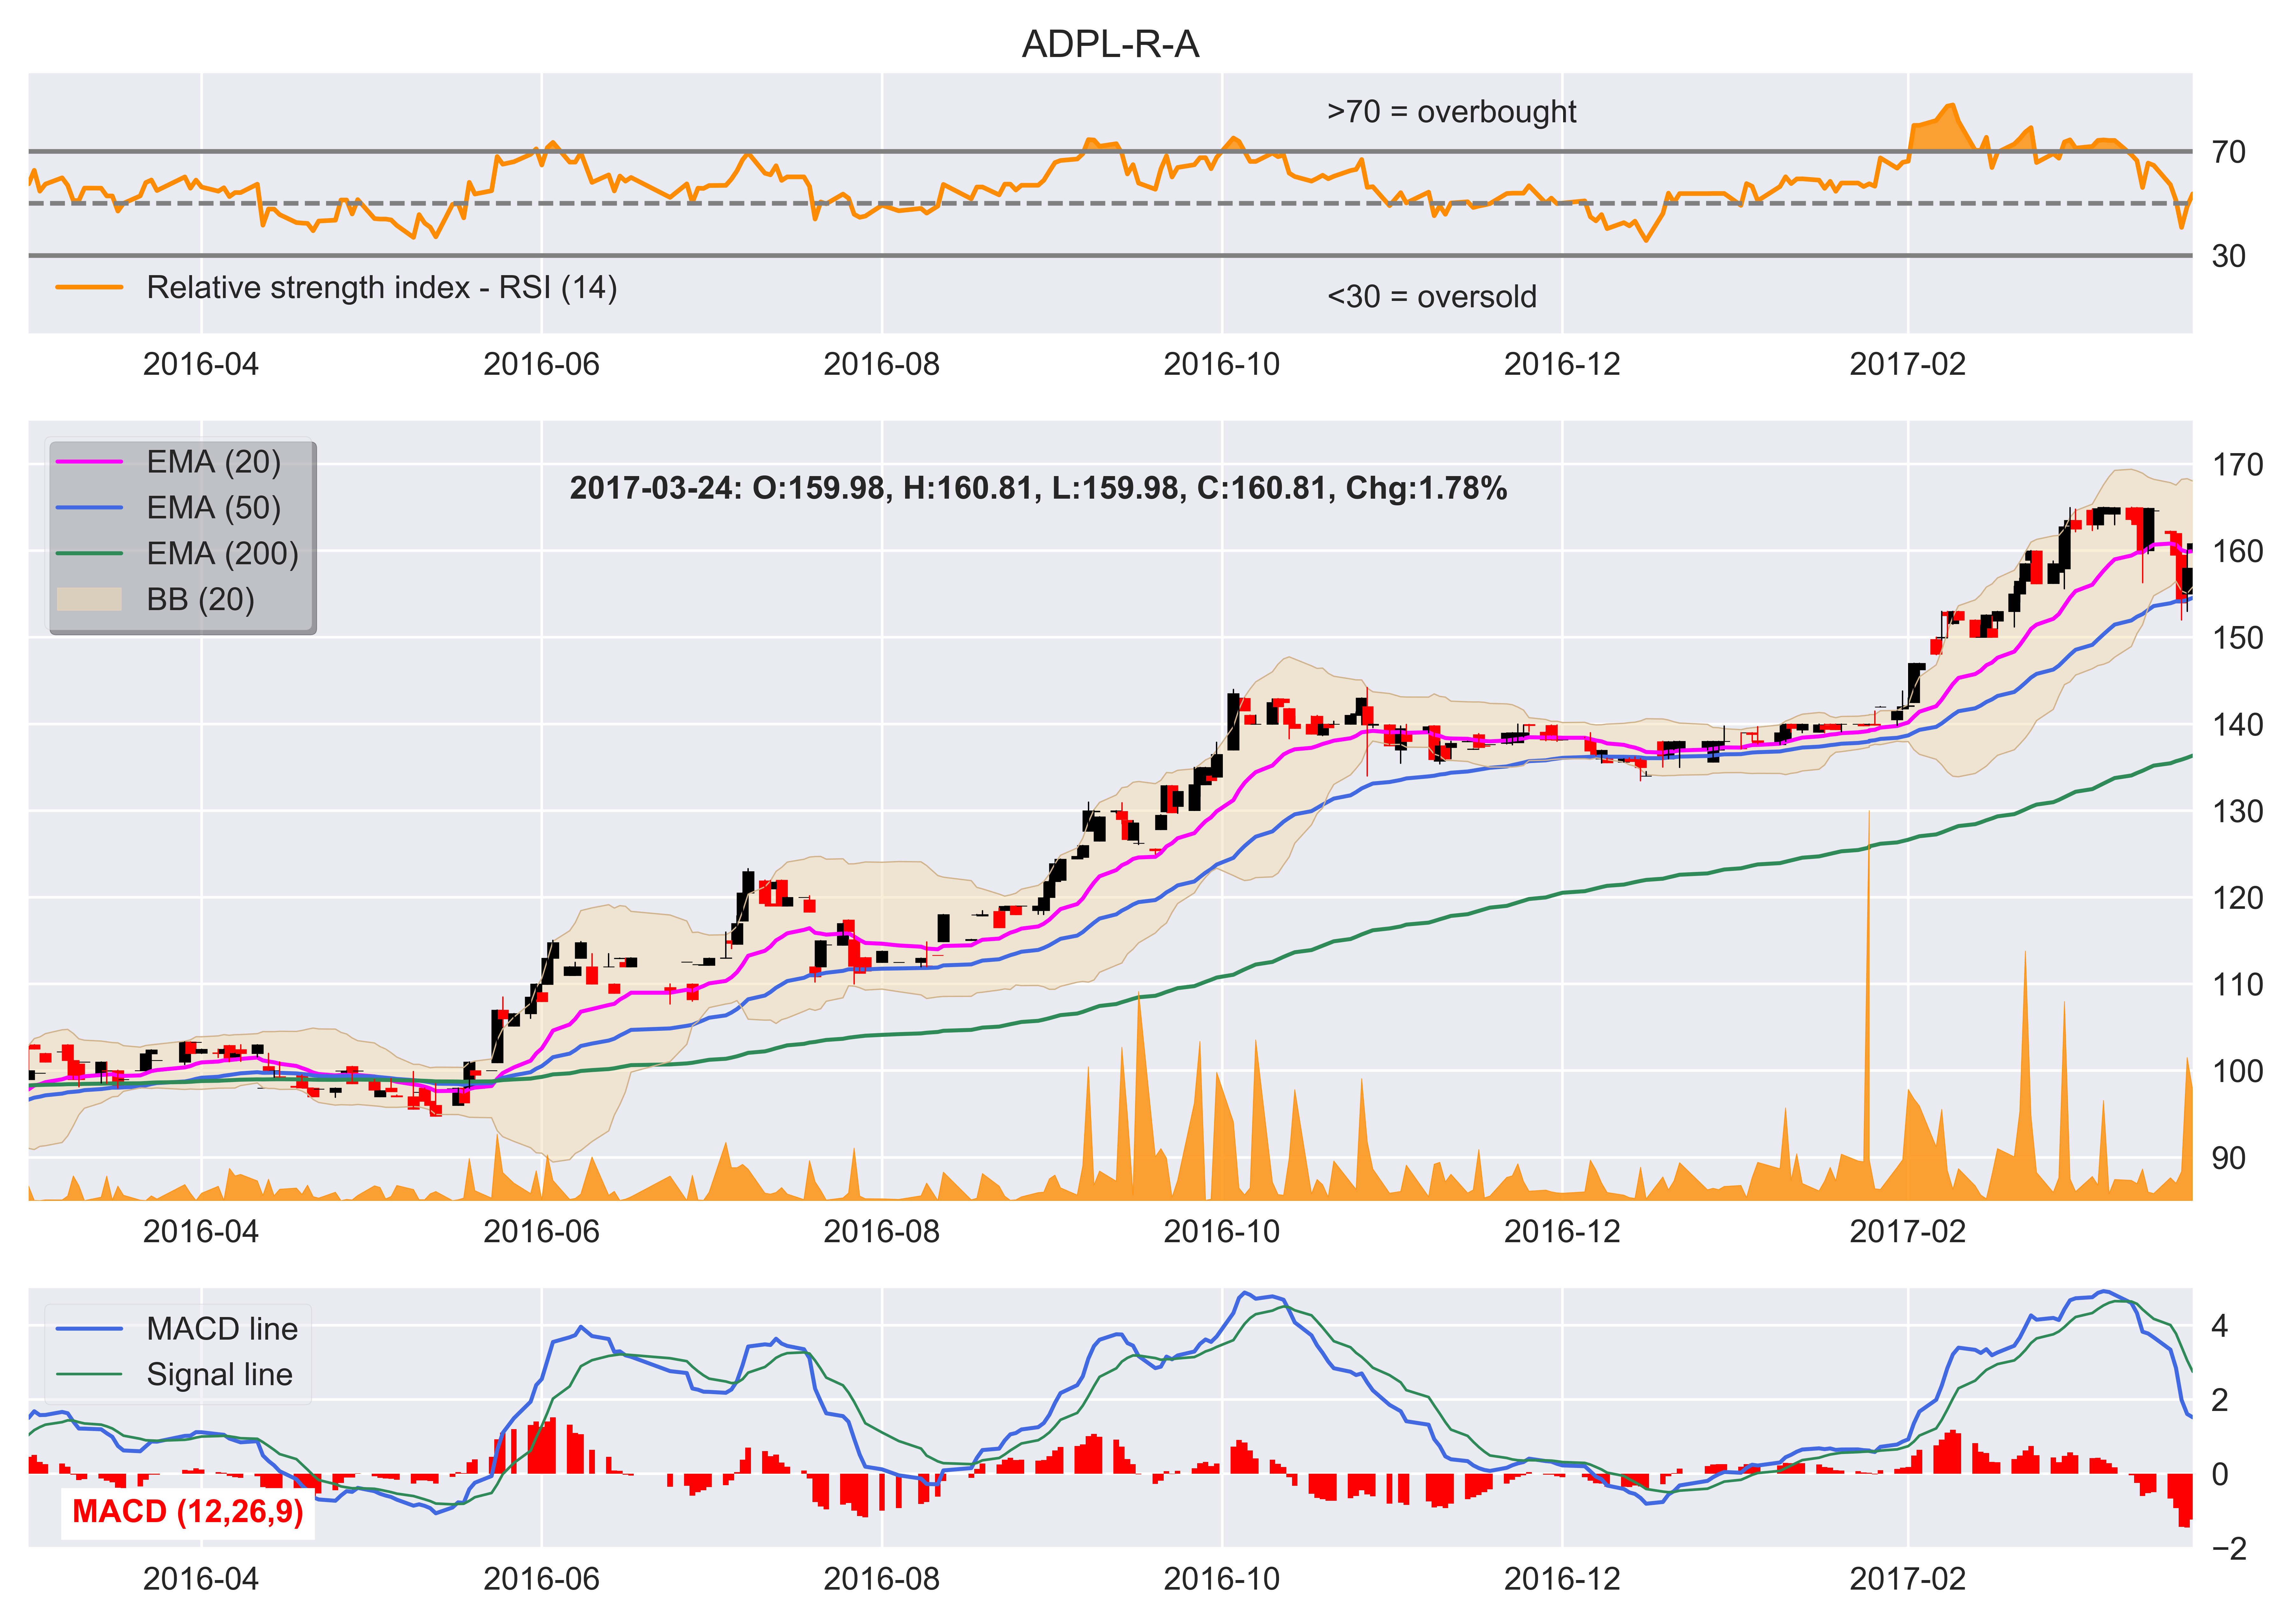 ADPL-R-A
>70 = overbought
70
30
Relative strength index - RSI (14)
<30 = oversold
2016-04 2016-06 2016-08 2016-10 2016-12 2017-02
EMA (20)
EMA (50)
EMA (200)
BB (20)
2017-03-24: O:159.98, H:160.81, L:159.98, C:160.81, Chg:1.78%
170
160
150
140
130
120
110
100
90
2016-04 2016-06 2016-08 2016-10 2016-12 2017-02
MACD line
Signal line
4
2
0
−2
MACD (12,26,9)
2016-04 2016-06 2016-08 2016-10 2016-12 2017-02